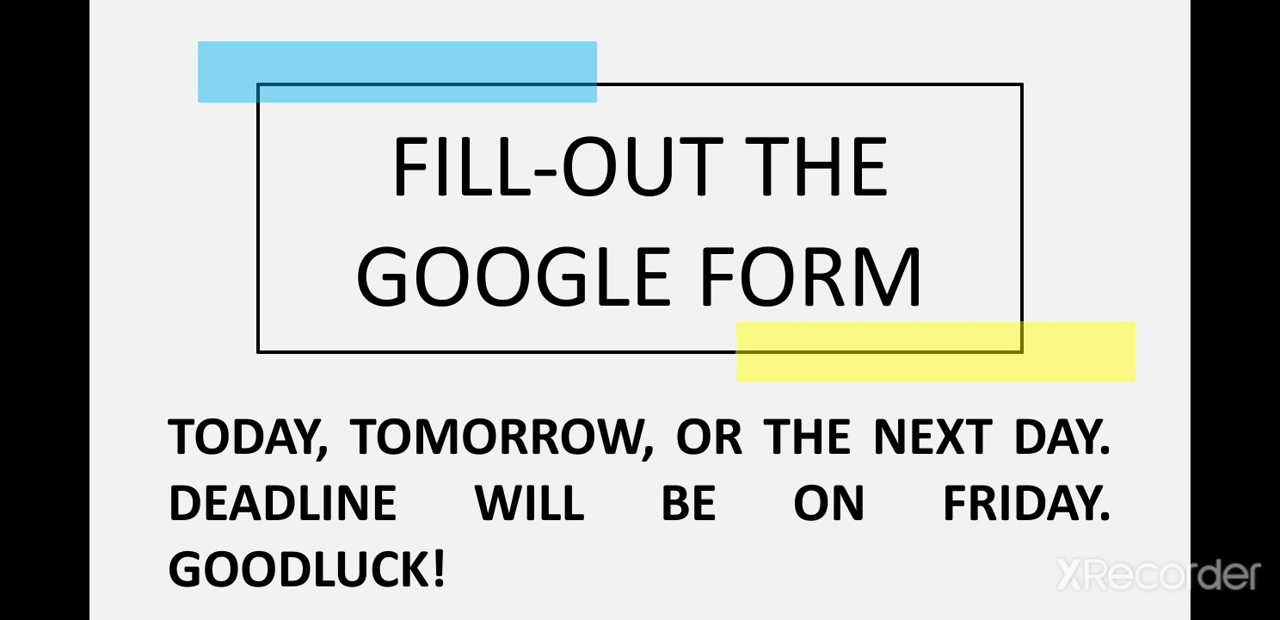 FILL-OUT THE
GOOGLE FORM
TODAY, TOMORROW, OR THE NEXT DAY.
DEADLINE WILL BE ON FRIDAY.
GOODLUCK!
XRecorder